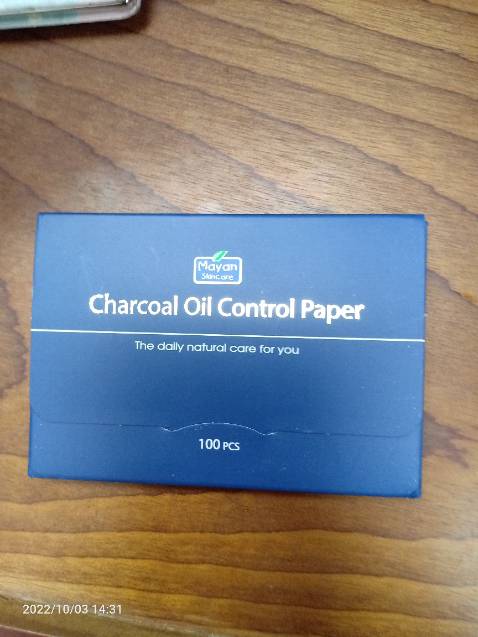 Mayan
Skincare
Charcoal Oil Control Paper
The daily natural care for you
100 PCS
2022/10/03 14:31